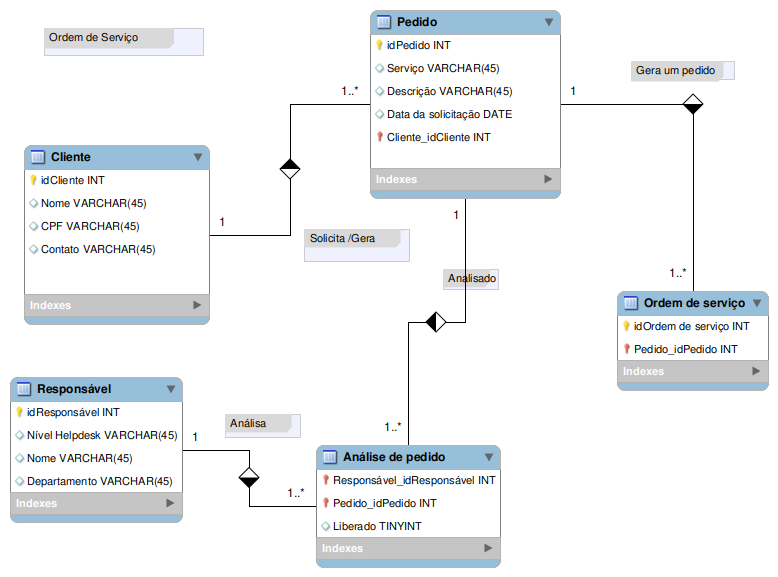 Ordem de Serviço
Pedido
idPedido INT
Serviço VARCHAR(45)
Descrição VARCHAR(45)
Data da solicitação DATE
Cliente_idCliente INT
Indexes
1..*
1
1
Gera um pedido
Cliente
idCliente INT
Nome VARCHAR(45)
CPF VARCHAR(45)
Contato VARCHAR(45)
Indexes
1
Solicita /Gera
Analisado
1..*
Ordem de serviço
idOrdem de serviço INT
Pedido_idPedido INT
Indexes
Responsável
idResponsável INT
Nível Helpdesk VARCHAR(45)
Nome VARCHAR(45)
Departamento VARCHAR(45)
Indexes
Análisa
1
1..*
1..*
Análise de pedido
Responsável_idResponsável INT
Pedido_idPedido INT
Liberado TINYINT
Indexes